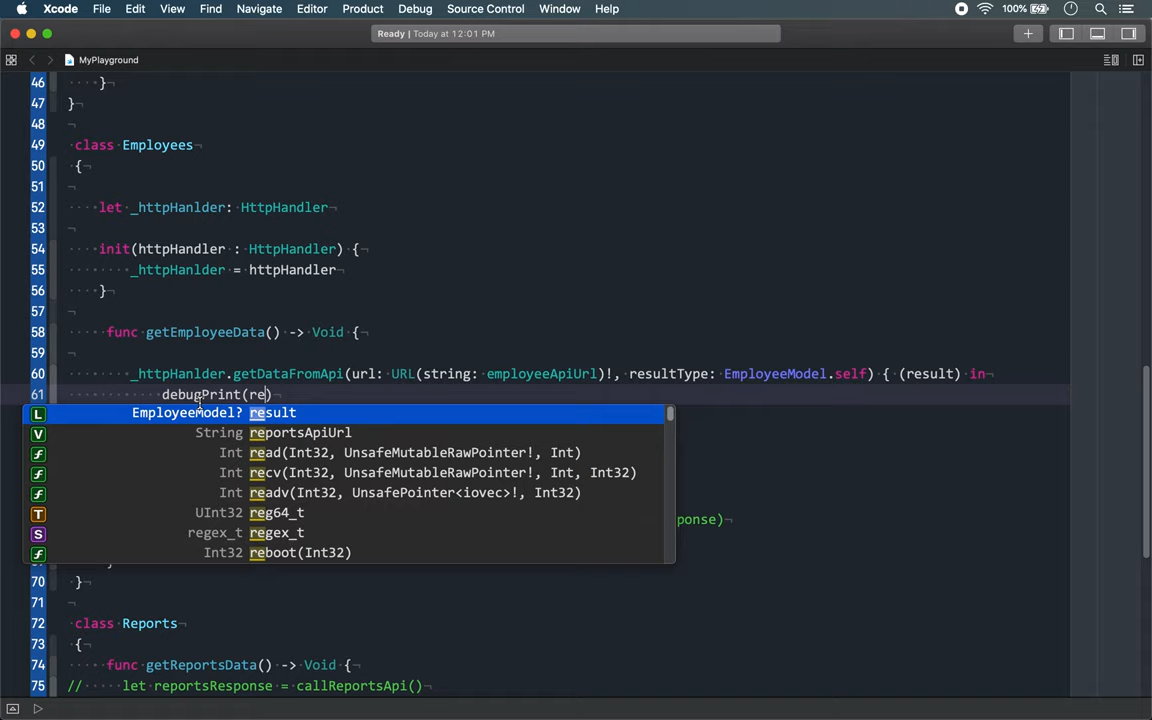 Xcode File Edit View Find Navigate Editor Product Debug Source Control Window Help 100%
Ready | Today at 12:01 PM
MyPlayground
46 }
47 }
48
49 class Employees
50 {
51
52 let _httpHanlder: HttpHandler
53
54 init(httpHandler : HttpHandler) {
55 _httpHanlder = httpHandler
56 }
57
58 func getEmployeeData() -> Void {
59
60 _httpHanlder.getDataFromApi(url: URL(string: employeeApiUrl)!, resultType: EmployeeModel.self) { (result) in
61 debugPrint(re)
L EmployeeModel? result
V String reportsApiUrl
f Int read(Int32, UnsafeMutableRawPointer!, Int)
f Int recv(Int32, UnsafeMutableRawPointer!, Int, Int32)
f Int readv(Int32, UnsafePointer<iovec>!, Int32)
T UInt32 reg64_t
ponse)
S regex_t regex_t
f Int32 reboot(Int32)
70 }
71
72 class Reports
73 {
74 func getReportsData() -> Void {
75 // let reportsResponse = callReportsApi()